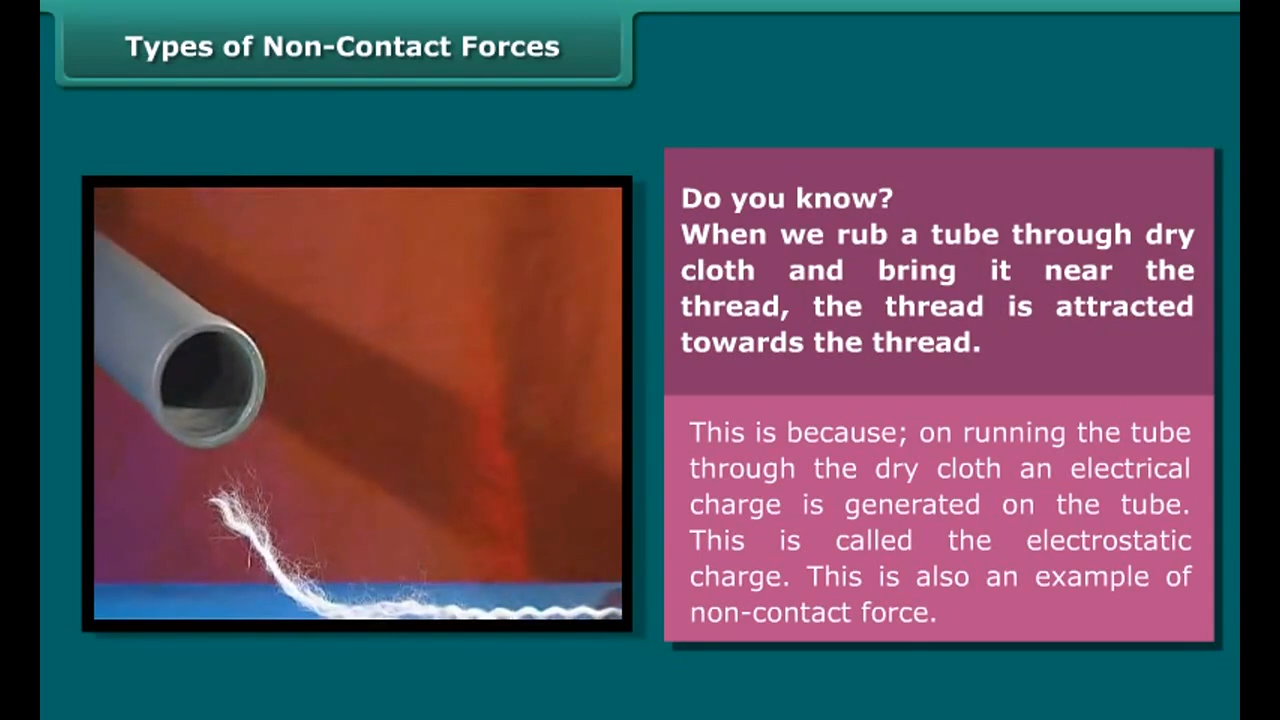 Types of Non-Contact Forces
Do you know?
When we rub a tube through dry
cloth and bring it near the
thread, the thread is attracted
towards the thread.
This is because; on running the tube
through the dry cloth an electrical
charge is generated on the tube.
This is called the electrostatic
charge. This is also an example of
non-contact force.